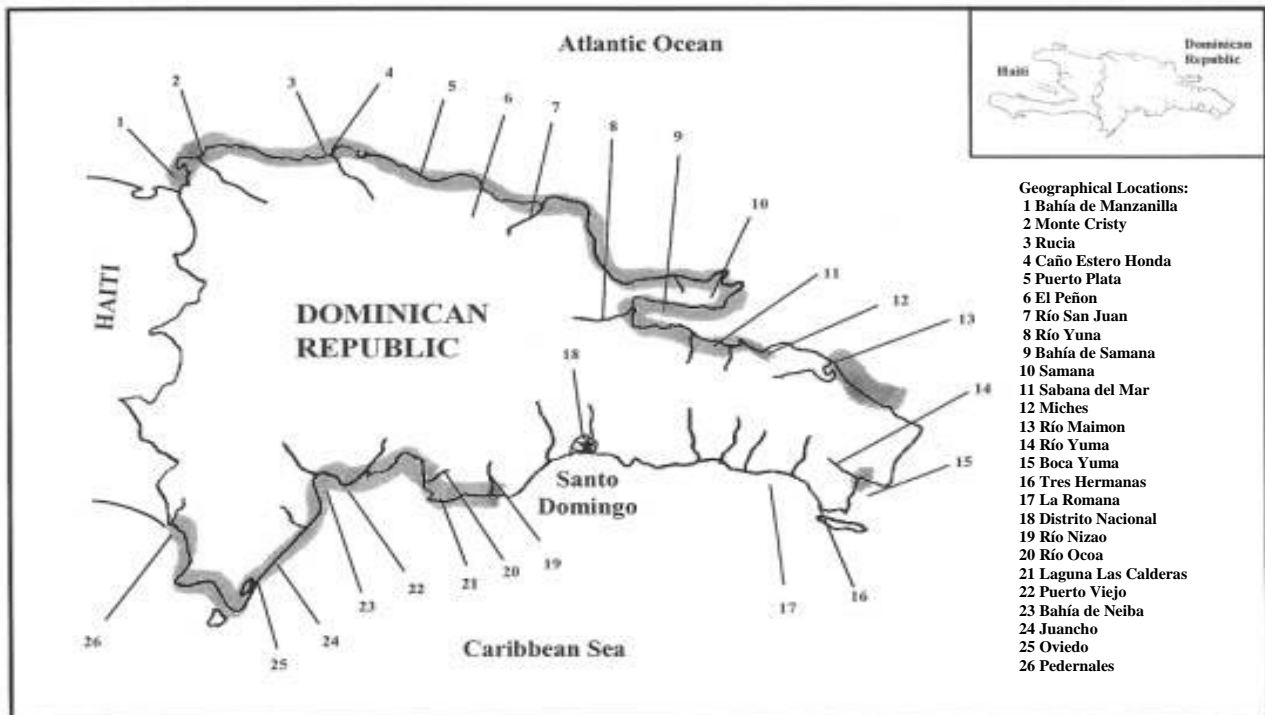 Atlantic Ocean
Dominican
Republic
Haiti
1
2
3
4
5
6
7
8
9
10
11
12
13
14
15
16
17
18
19
20
21
22
23
24
25
26
HAITI
DOMINICAN
REPUBLIC
Santo
Domingo
Caribbean Sea
Geographical Locations:
1 Bahía de Manzanilla
2 Monte Cristy
3 Rucia
4 Caño Estero Honda
5 Puerto Plata
6 El Peñon
7 Río San Juan
8 Río Yuna
9 Bahía de Samana
10 Samana
11 Sabana del Mar
12 Miches
13 Río Maimon
14 Río Yuma
15 Boca Yuma
16 Tres Hermanas
17 La Romana
18 Distrito Nacional
19 Río Nizao
20 Río Ocoa
21 Laguna Las Calderas
22 Puerto Viejo
23 Bahía de Neiba
24 Juancho
25 Oviedo
26 Pedernales